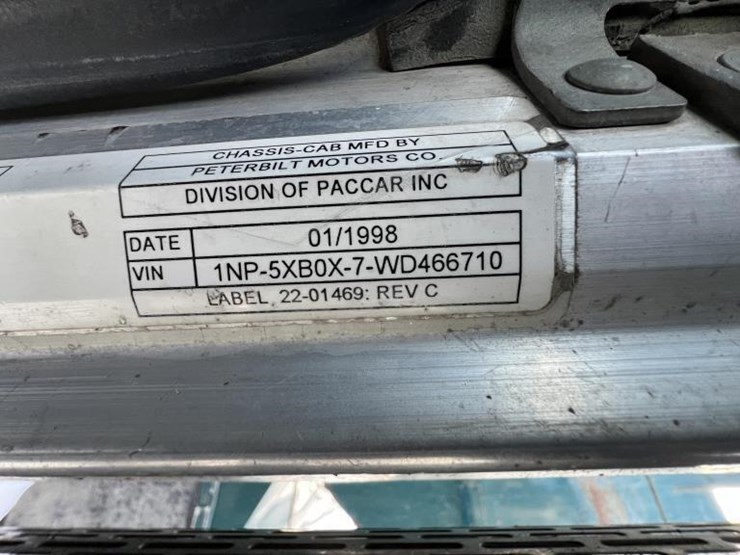 CHASSIS-CAB MFD BY
PETERBILT MOTORS CO.
DIVISION OF PACCAR INC
DATE 01/1998
VIN 1NP-5XB0X-7-WD466710
LABEL 22-01469: REV C